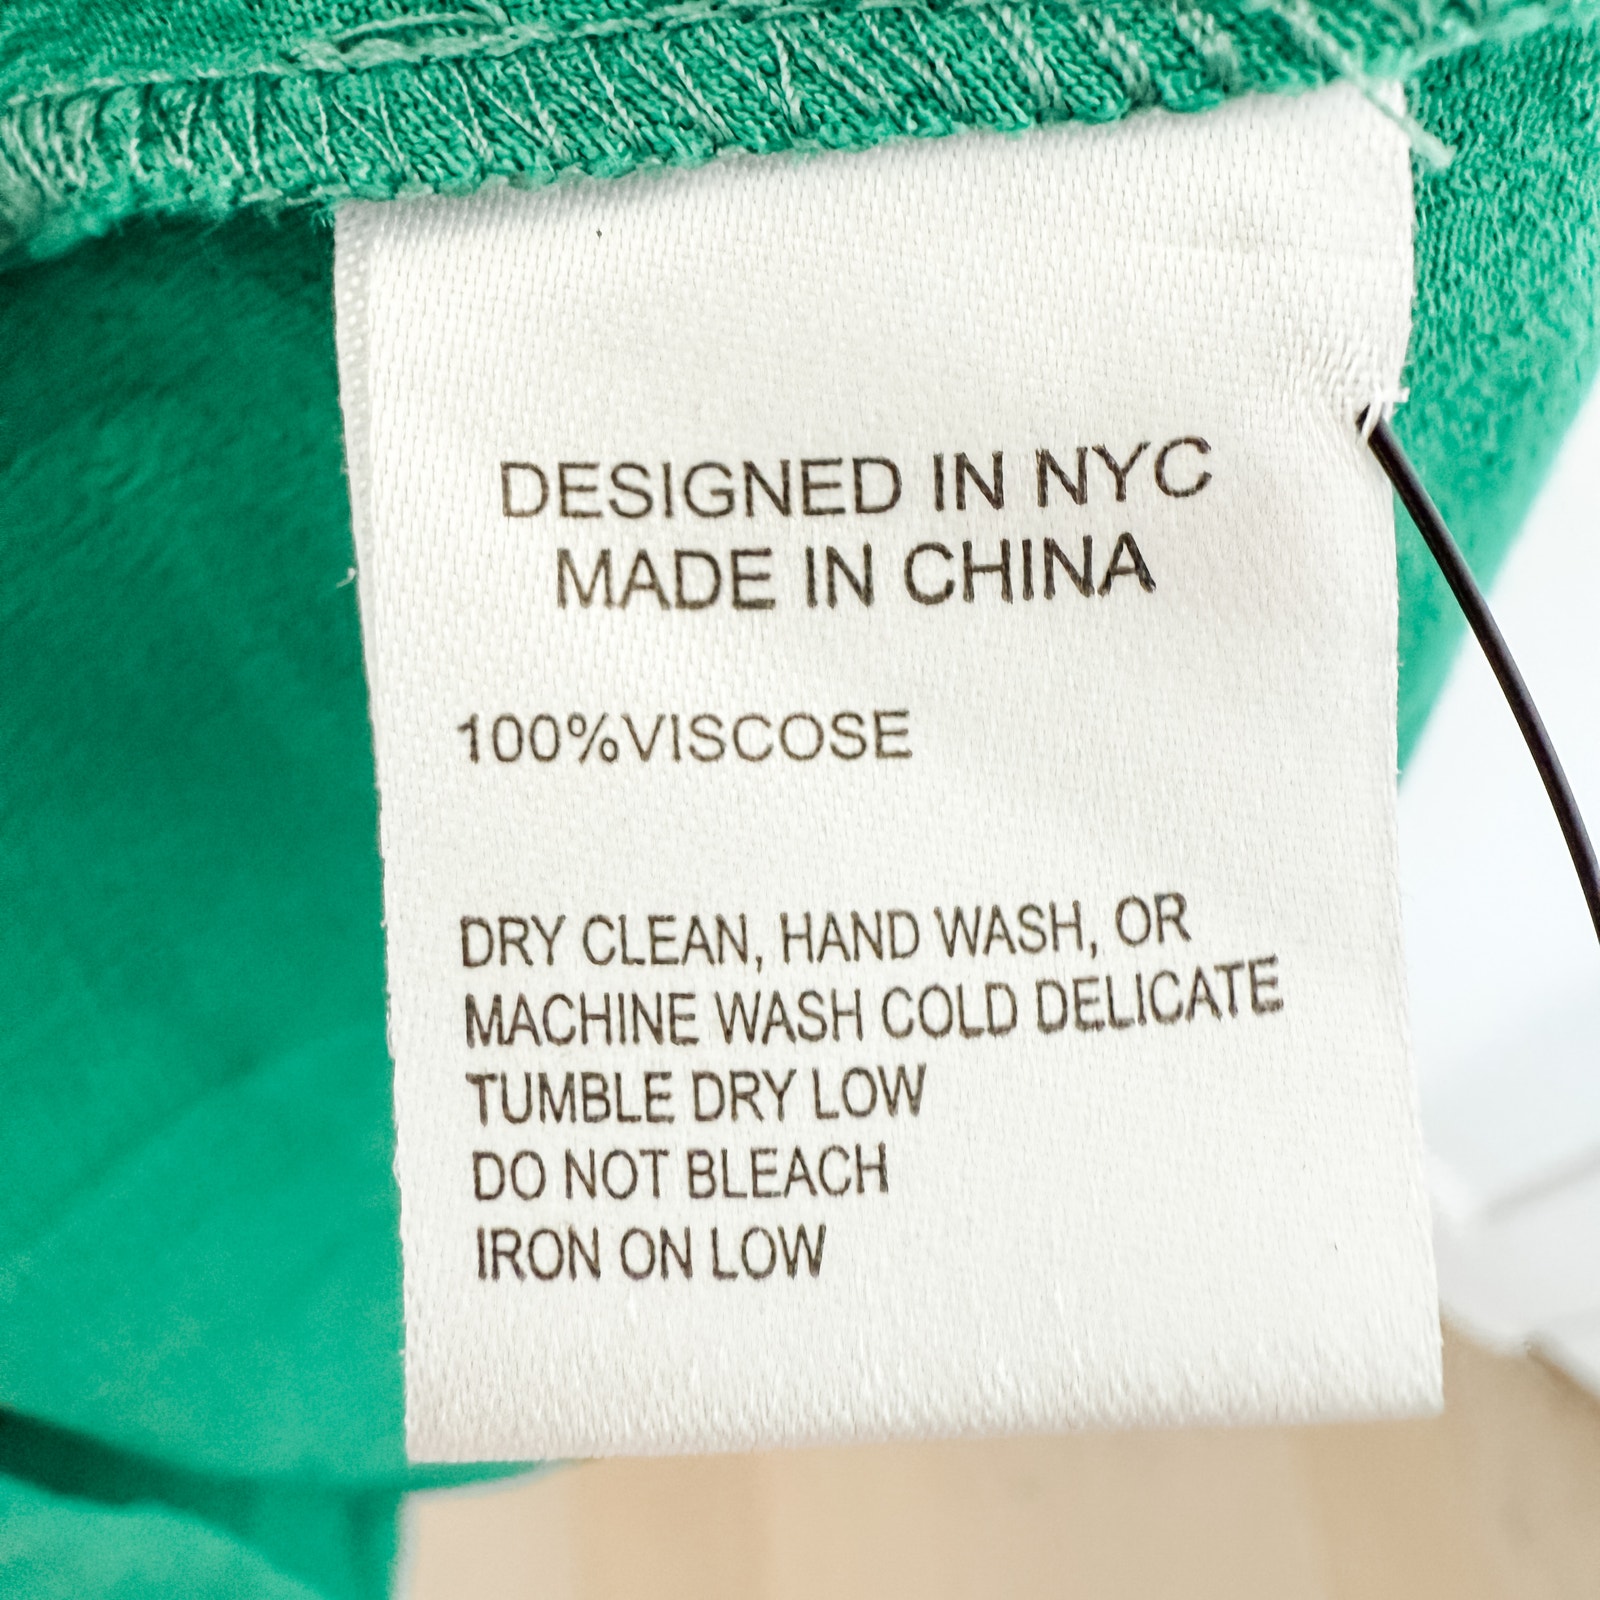 DESIGNED IN NYC
MADE IN CHINA
100%VISCOSE
DRY CLEAN, HAND WASH, OR
MACHINE WASH COLD DELICATE
TUMBLE DRY LOW
DO NOT BLEACH
IRON ON LOW